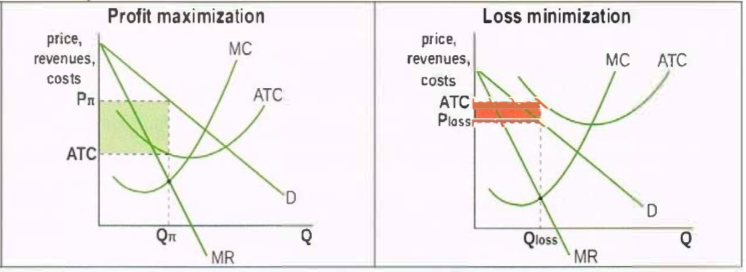 Profit maximization
price,
revenues,
costs
Pπ
ATC
MC
ATC
D
Qπ
Q
MR
Loss minimization
price,
revenues,
costs
ATC
Ploss
MC
ATC
D
Qloss
Q
MR